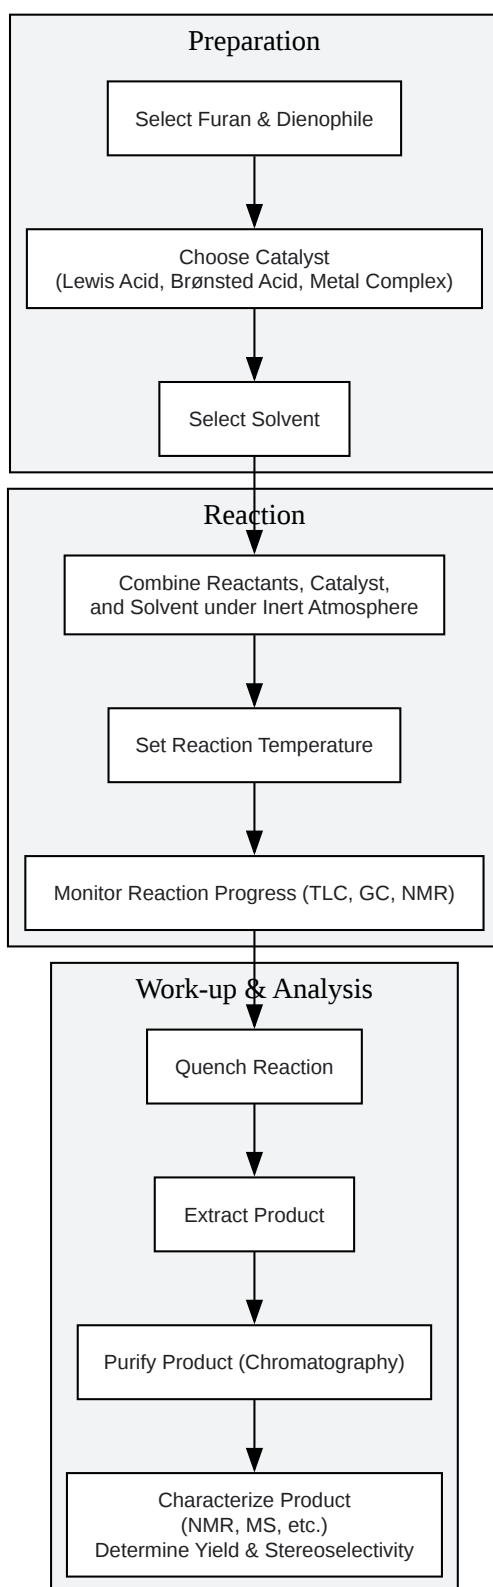 Preparation
Select Furan & Dienophile
Choose Catalyst
(Lewis Acid, Brønsted Acid, Metal Complex)
Select Solvent
Reaction
Combine Reactants, Catalyst,
and Solvent under Inert Atmosphere
Set Reaction Temperature
Monitor Reaction Progress (TLC, GC, NMR)
Work-up & Analysis
Quench Reaction
Extract Product
Purify Product (Chromatography)
Characterize Product
(NMR, MS, etc.)
Determine Yield & Stereoselectivity